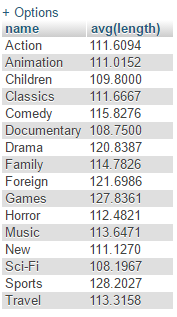 + Options
name avg(length)
Action 111.6094
Animation 111.0152
Children 109.8000
Classics 111.6667
Comedy 115.8276
Documentary 108.7500
Drama 120.8387
Family 114.7826
Foreign 121.6986
Games 127.8361
Horror 112.4821
Music 113.6471
New 111.1270
Sci-Fi 108.1967
Sports 128.2027
Travel 113.3158